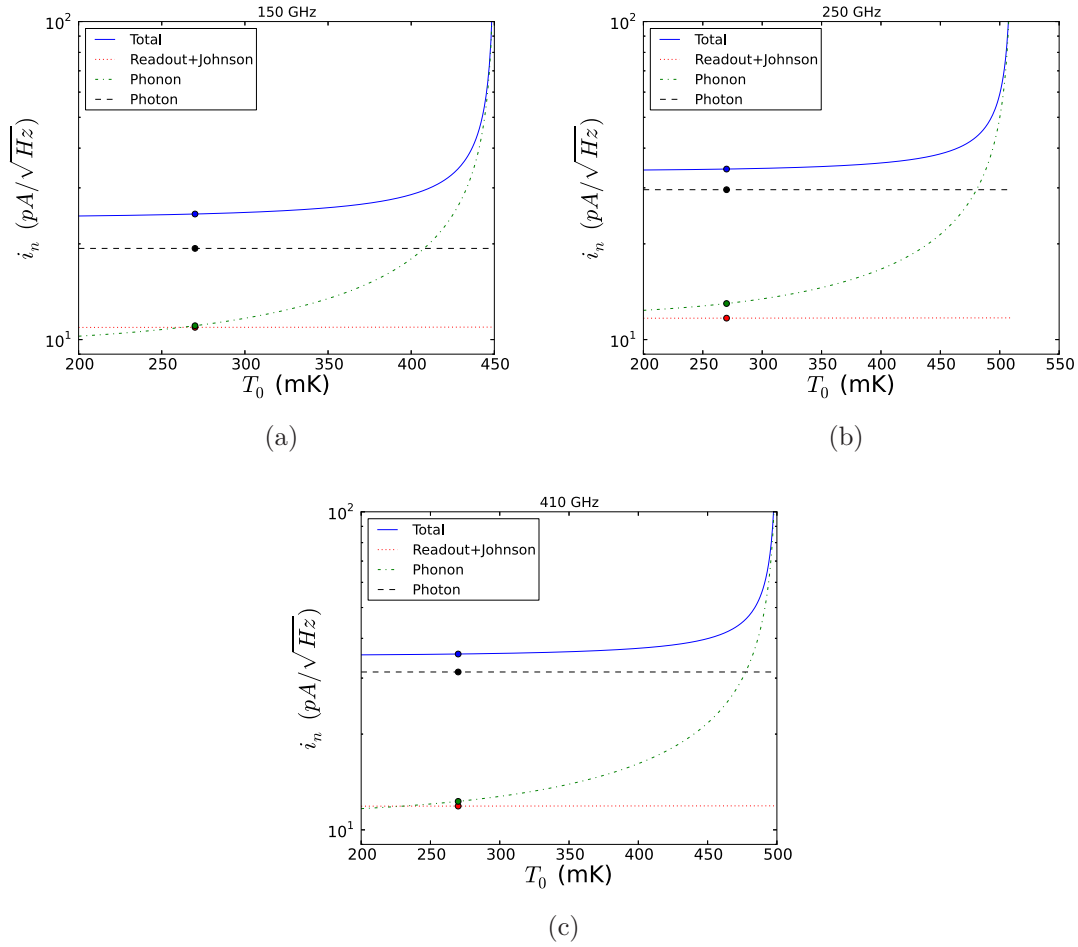 150 GHz
10²
Total
Readout+Johnson
Phonon
Photon
i_n (pA/√Hz)
10¹
200 250 300 350 400 450
T_0 (mK)
(a)
250 GHz
10²
Total
Readout+Johnson
Phonon
Photon
i_n (pA/√Hz)
10¹
200 250 300 350 400 450 500 550
T_0 (mK)
(b)
410 GHz
10²
Total
Readout+Johnson
Phonon
Photon
i_n (pA/√Hz)
10¹
200 250 300 350 400 450 500
T_0 (mK)
(c)